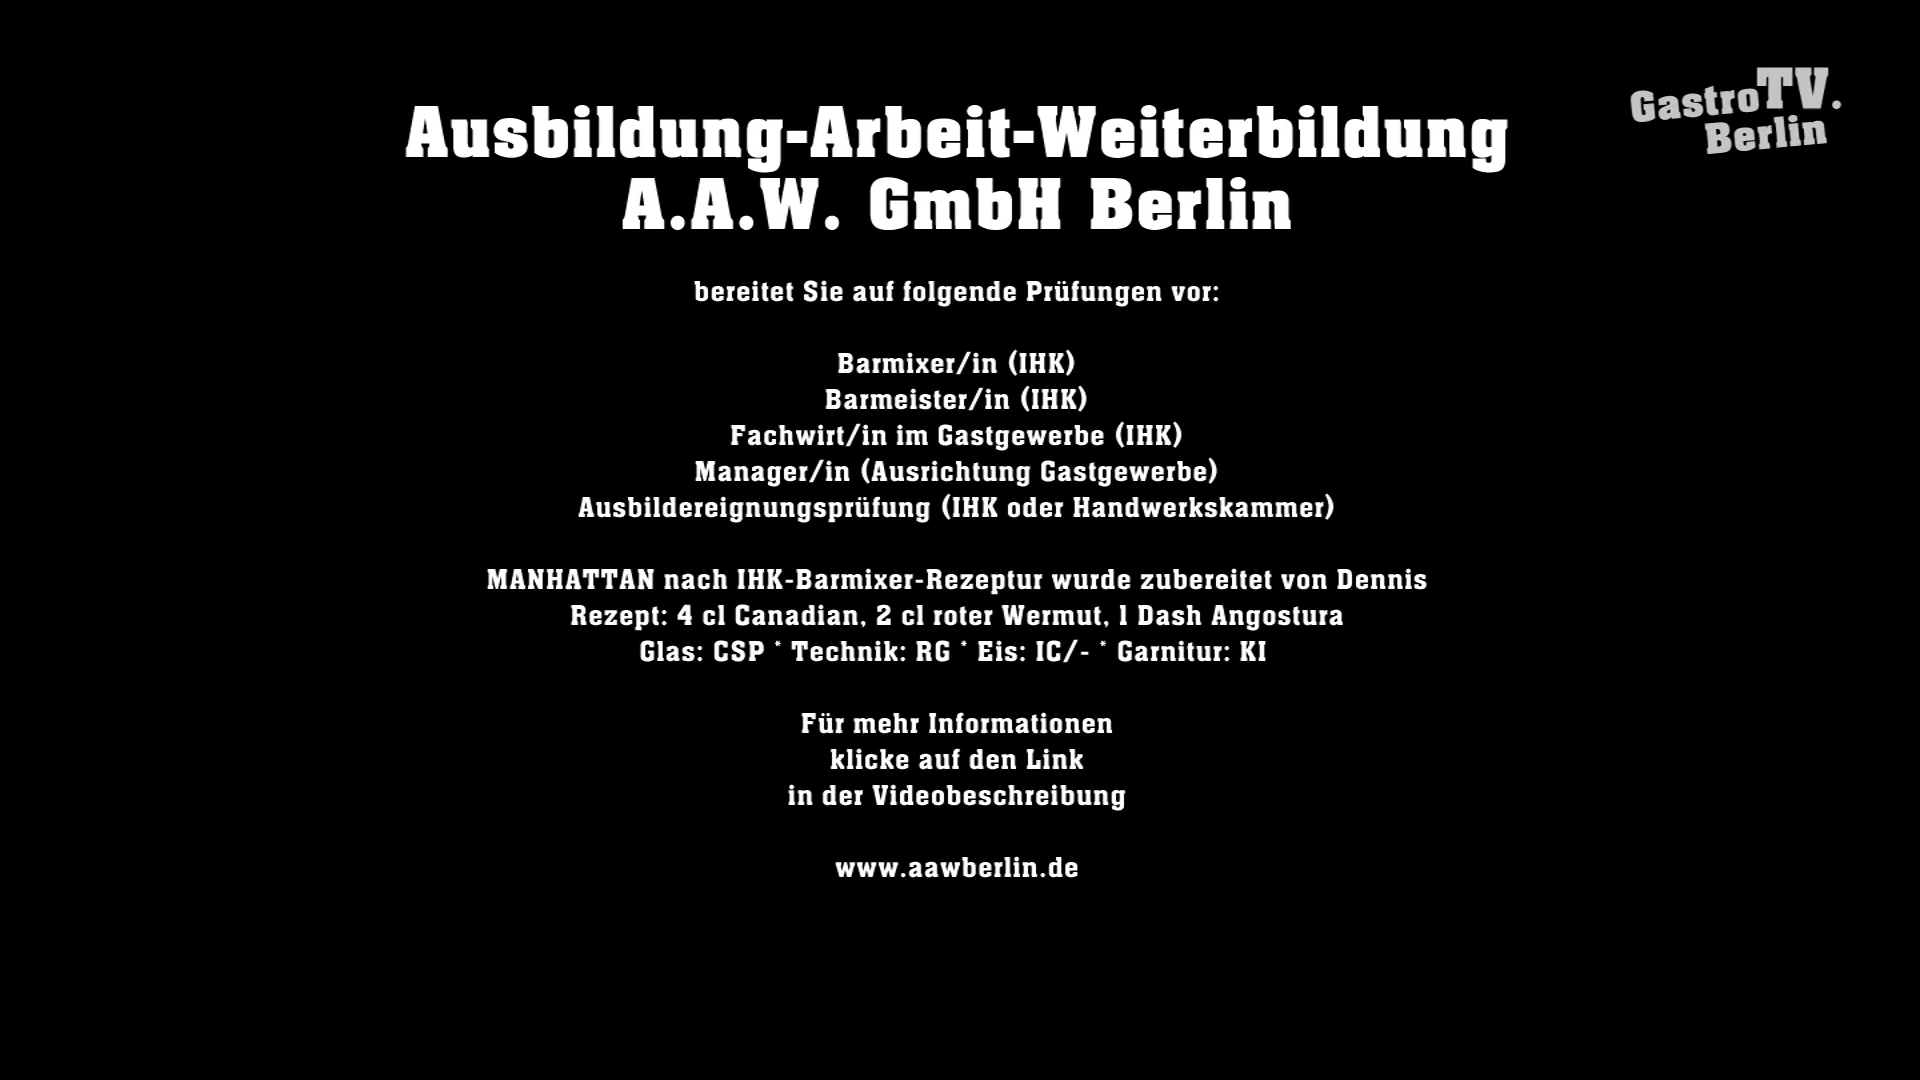 Ausbildung-Arbeit-Weiterbildung
A.A.W. GmbH Berlin
GastroTV.
Berlin
bereitet Sie auf folgende Prüfungen vor:
Barmixer/in (IHK)
Barmeister/in (IHK)
Fachwirt/in im Gastgewerbe (IHK)
Manager/in (Ausrichtung Gastgewerbe)
Ausbildereignungsprüfung (IHK oder Handwerkskammer)
MANHATTAN nach IHK-Barmixer-Rezeptur wurde zubereitet von Dennis
Rezept: 4 cl Canadian, 2 cl roter Wermut, 1 Dash Angostura
Glas: CSP * Technik: RG * Eis: IC/- * Garnitur: KI
Für mehr Informationen
klicke auf den Link
in der Videobeschreibung
www.aawberlin.de